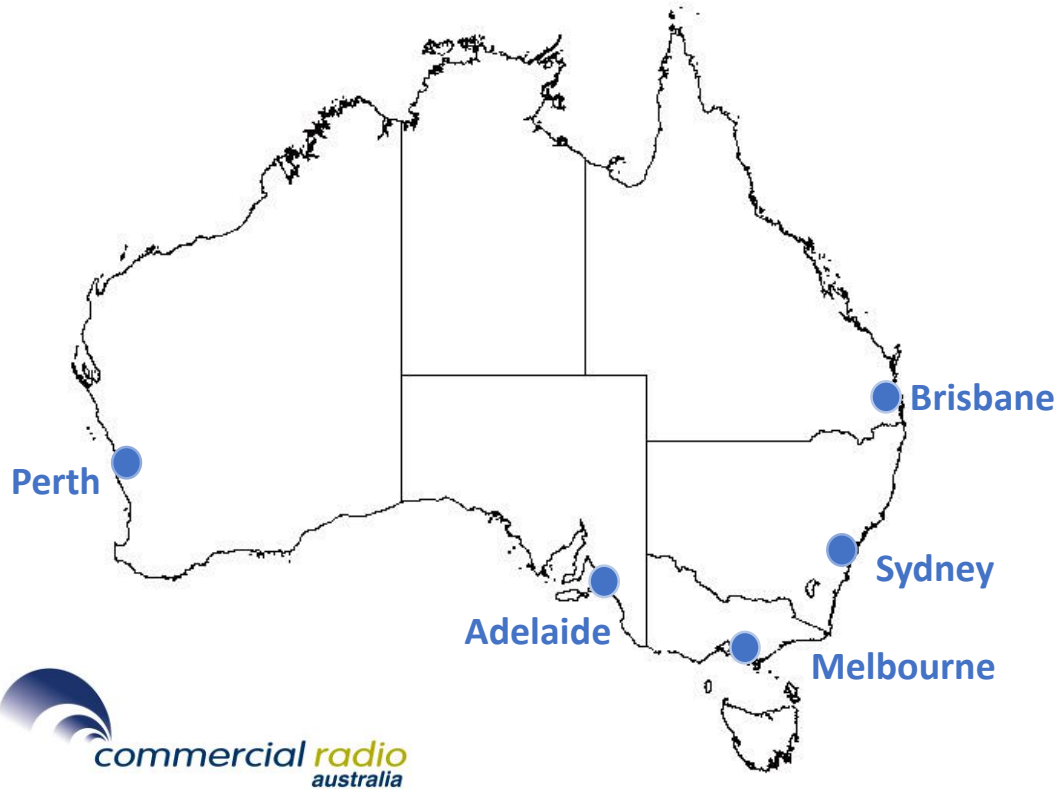 Brisbane
Perth
Sydney
Adelaide
Melbourne
commercial radio
australia